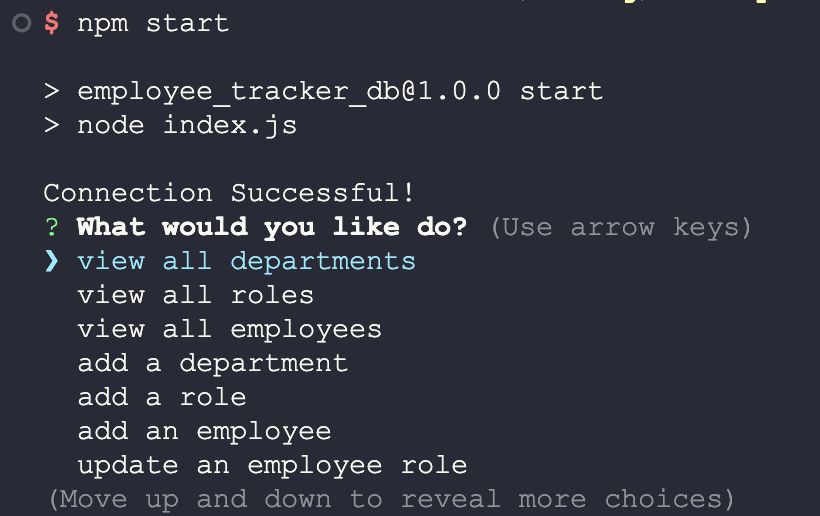 $ npm start
> employee_tracker_db@1.0.0 start
> node index.js
Connection Successful!
? What would you like do? (Use arrow keys)
❯ view all departments
view all roles
view all employees
add a department
add a role
add an employee
update an employee role
(Move up and down to reveal more choices)